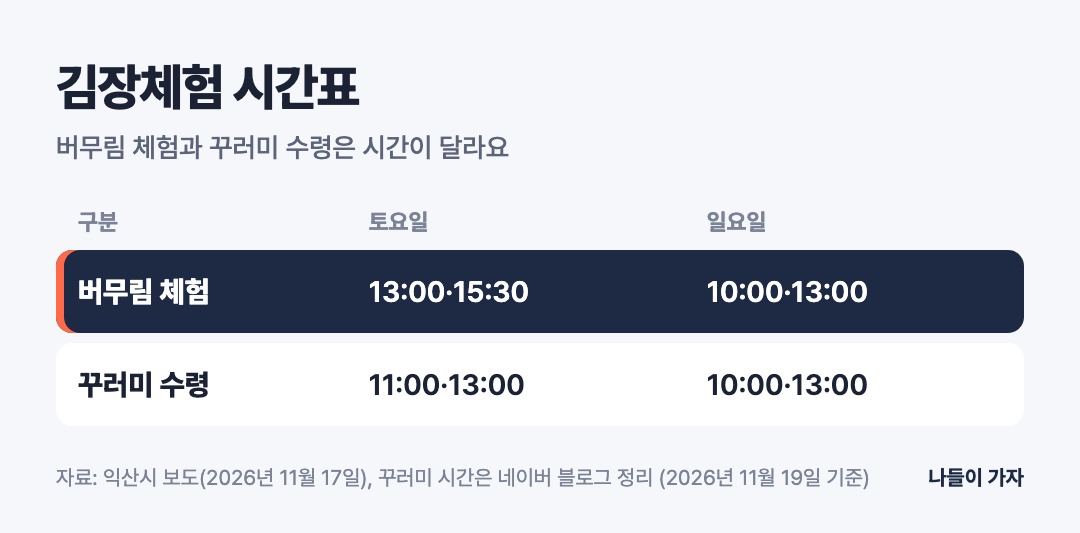 김장체험 시간표
버무림 체험과 꾸러미 수령은 시간이 달라요
구분 토요일 일요일
버무림 체험 13:00·15:30 10:00·13:00
꾸러미 수령 11:00·13:00 10:00·13:00
자료: 익산시 보도(2026년 11월 17일), 꾸러미 시간은 네이버 블로그 정리 (2026년 11월 19일 기준) 나들이 가자